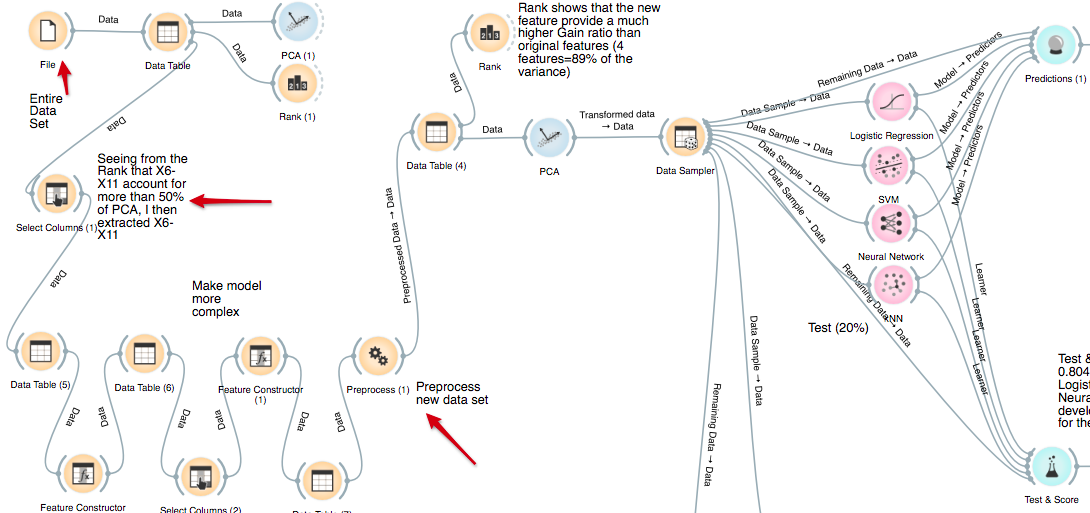 Data
Data
Data
File
Data Table
PCA (1)
Rank (1)
Entire
Data
Set
Data
Seeing from the
Rank that X6-
X11 account for
more than 50%
of PCA, I then
extracted X6-
X11
Select Columns (1)
Data
Make model
more
complex
Data Table (5)
Data Table (6)
Feature Constructor
(1)
Preprocess (1)
Preprocess
new data set
Data
Data
Data
Data
Data
Feature Constructor
Select Columns (2)
Preprocessed Data → Data
Data
Rank
Rank shows that the new
feature provide a much
higher Gain ratio than
original features (4
features=89% of the
variance)
Data Table (4)
Data
PCA
Transformed data
→ Data
Data Sampler
Remaining Data → Data
Data Sample → Data
Data Sample → Data
Data Sample → Data
Data Sample → Data
Remaining Data → Data
Logistic Regression
SVM
Neural Network
kNN
Model → Predictors
Model → Predictors
Model → Predictors
Model → Predictors
Predictions (1)
Test (20%)
Learner
Learner
Learner
Learner
Remaining Data → Data
Data Sample → Data
Test &
0.804
Logist
Neura
develo
for the
Test & Score